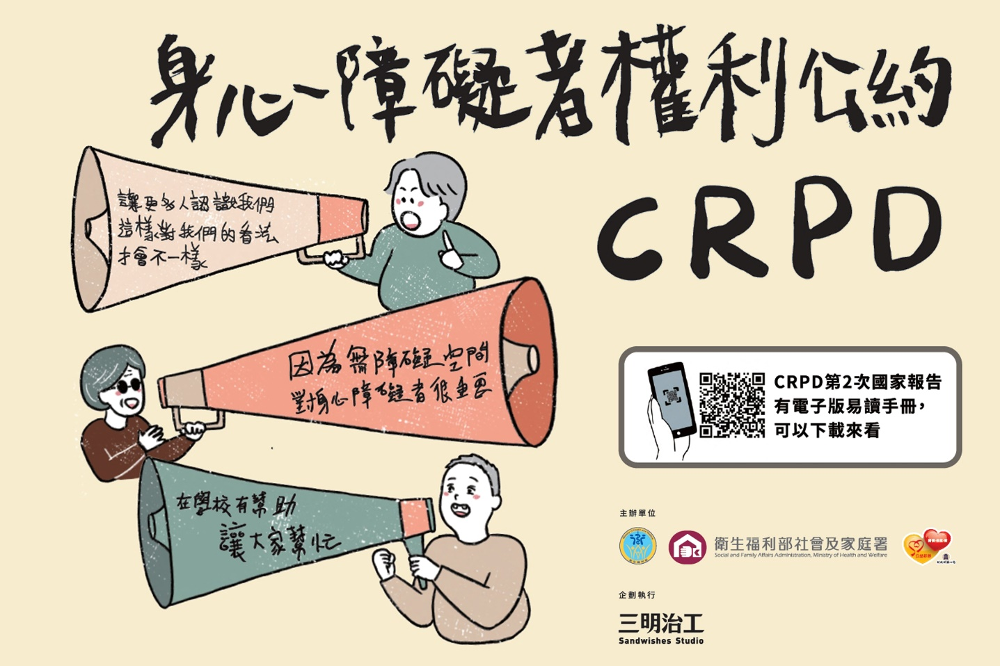 身心障礙者權利公約
CRPD
讓更多人認識我們
這樣對我們的看法
才會不一樣
因為無障礙空間
對身心障礙者很重要
在學校有幫助
讓大家幫忙
CRPD第2次國家報告
有電子版易讀手冊，
可以下載來看
主辦單位
衛生福利部社會及家庭署
Social and Family Affairs Administration, Ministry of Health and Welfare
企劃執行
三明治工
Sandwishes Studio